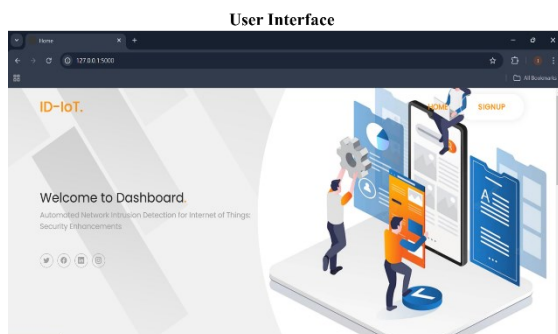 User Interface
Home
127.0.0.1:5000
All Bookmarks
ID-IoT.
HOME
SIGNUP
Welcome to Dashboard.
Automated Network Intrusion Detection for Internet of Things:
Security Enhancements
A